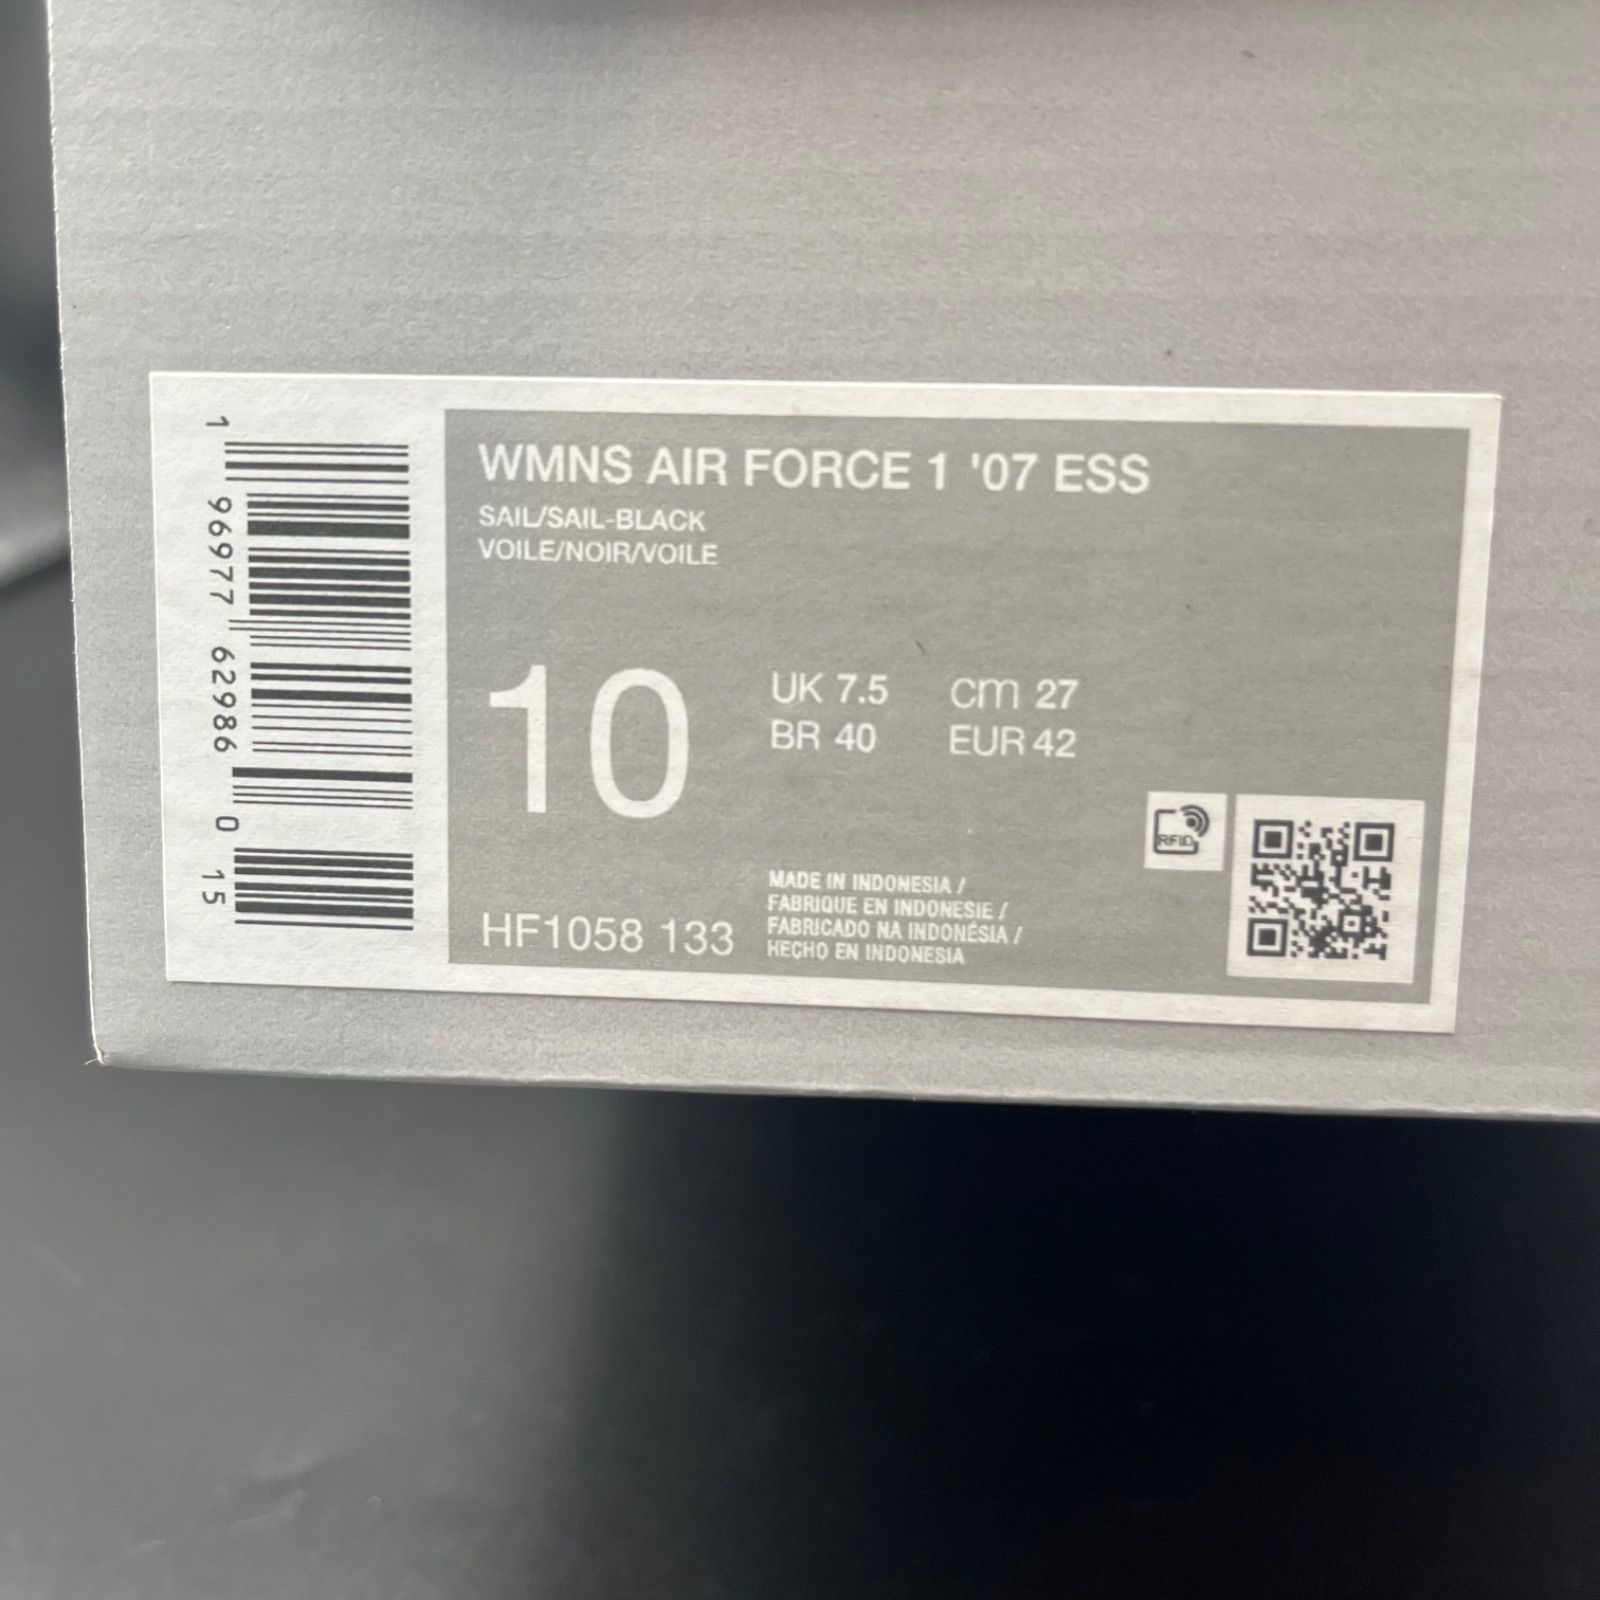 1 96977 62986 0 15
WMNS AIR FORCE 1 '07 ESS
SAIL/SAIL-BLACK
VOILE/NOIR/VOILE
10
UK 7.5 cm 27
BR 40 EUR 42
RFID
HF1058 133
MADE IN INDONESIA /
FABRIQUE EN INDONESIE /
FABRICADO NA INDONÉSIA /
HECHO EN INDONESIA